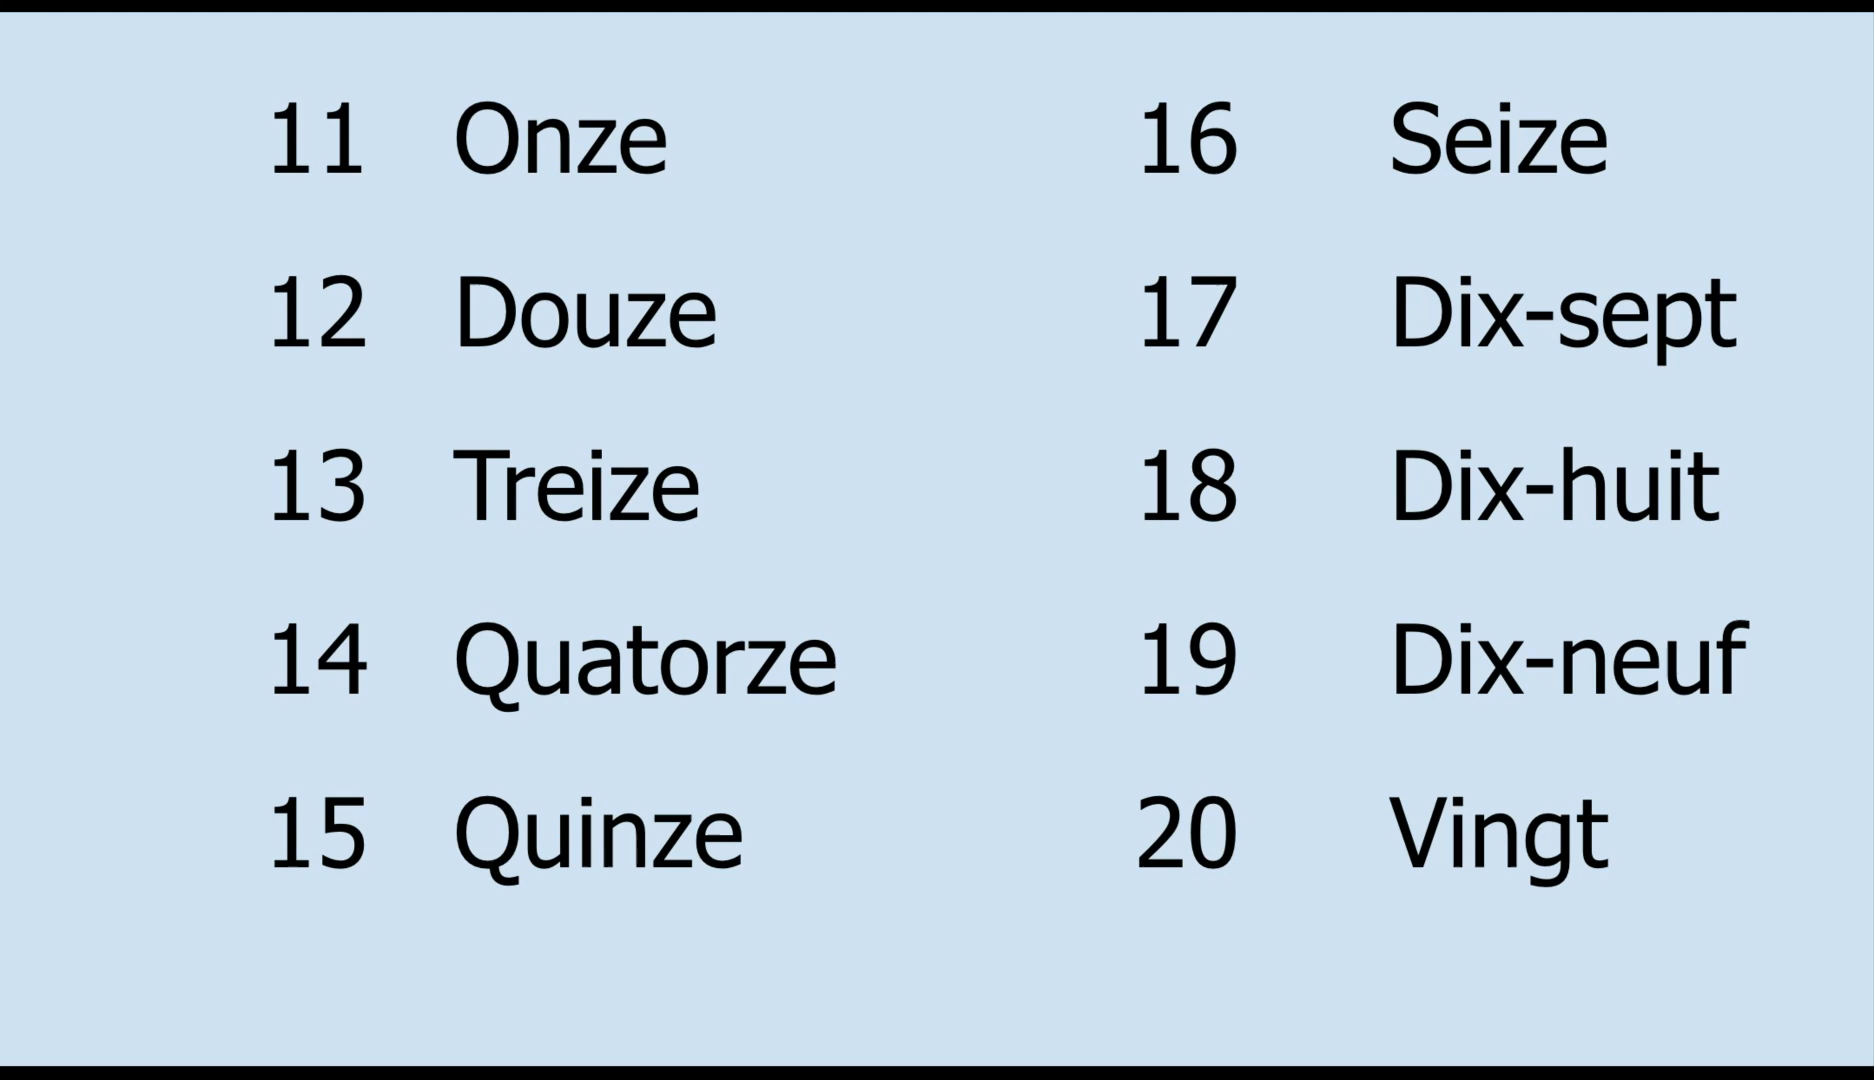 11 Onze
12 Douze
13 Treize
14 Quatorze
15 Quinze
16 Seize
17 Dix-sept
18 Dix-huit
19 Dix-neuf
20 Vingt